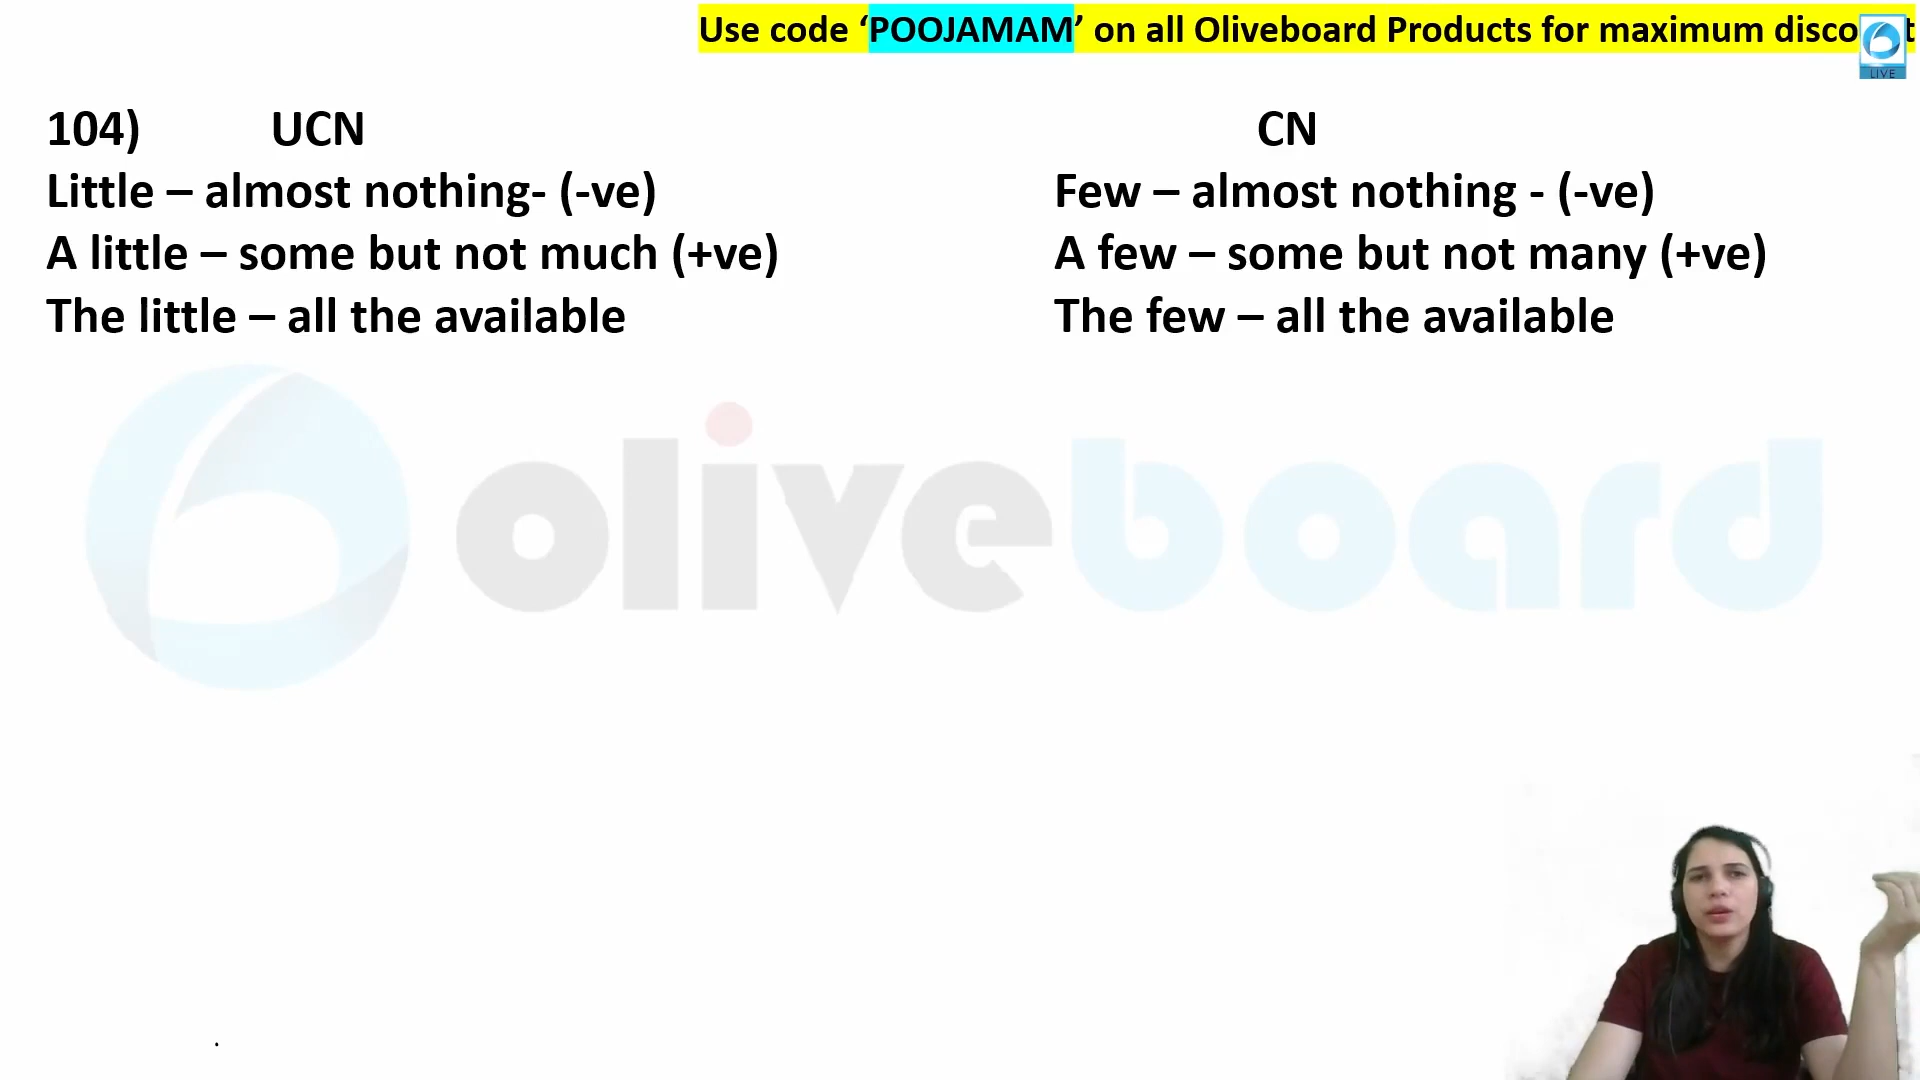 Use code ‘POOJAMAM’ on all Oliveboard Products for maximum
LIVE
104) UCN CN
Little – almost nothing- (-ve) Few – almost nothing - (-ve)
A little – some but not much (+ve) A few – some but not many (+ve)
The little – all the available The few – all the available
oliveboard